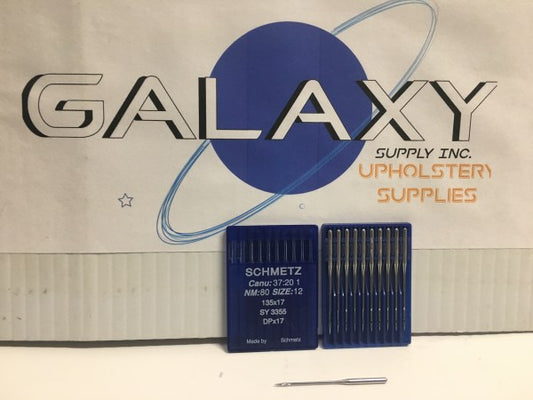 GALAXY
SUPPLY INC.
UPHOLSTERY
SUPPLIES
SCHMETZ
Canu: 37:20 1
NM:80 SIZE:12
135x17
SY 3355
DPx17
Made by Schmetz